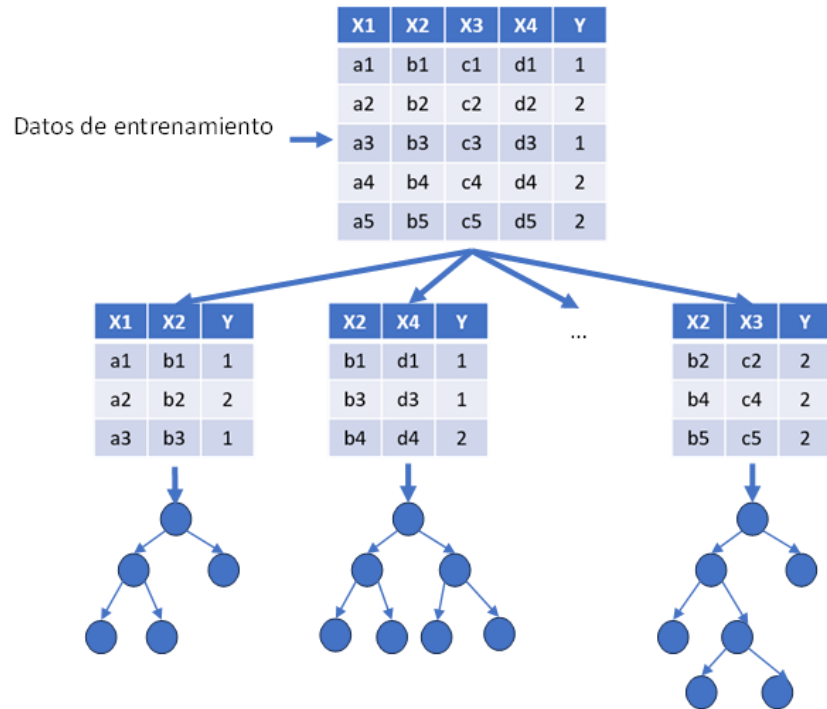 X1 X2 X3 X4 Y
a1 b1 c1 d1 1
a2 b2 c2 d2 2
Datos de entrenamiento
a3 b3 c3 d3 1
a4 b4 c4 d4 2
a5 b5 c5 d5 2
X1 X2 Y
a1 b1 1
a2 b2 2
a3 b3 1
X2 X4 Y
b1 d1 1
b3 d3 1
b4 d4 2
...
X2 X3 Y
b2 c2 2
b4 c4 2
b5 c5 2